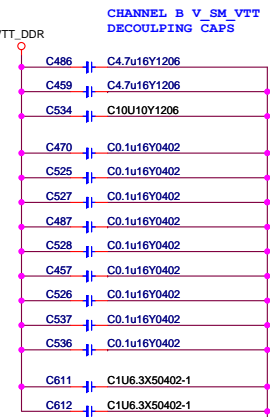 CHANNEL B V_SM_VTT
DECOULPING CAPS
VTT_DDR
C486 C4.7u16Y1206
C459 C4.7u16Y1206
C534 C10U10Y1206
C470 C0.1u16Y0402
C525 C0.1u16Y0402
C527 C0.1u16Y0402
C487 C0.1u16Y0402
C528 C0.1u16Y0402
C457 C0.1u16Y0402
C526 C0.1u16Y0402
C537 C0.1u16Y0402
C536 C0.1u16Y0402
C611 C1U6.3X50402-1
C612 C1U6.3X50402-1